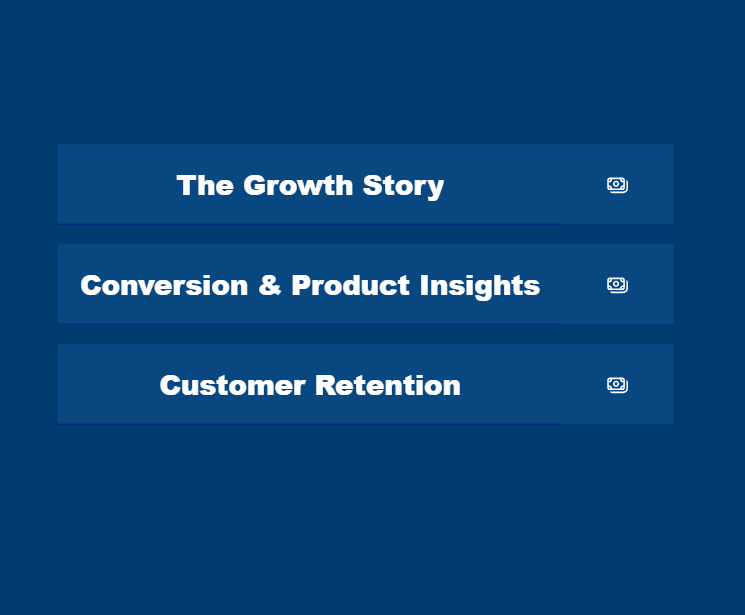 The Growth Story
Conversion & Product Insights
Customer Retention